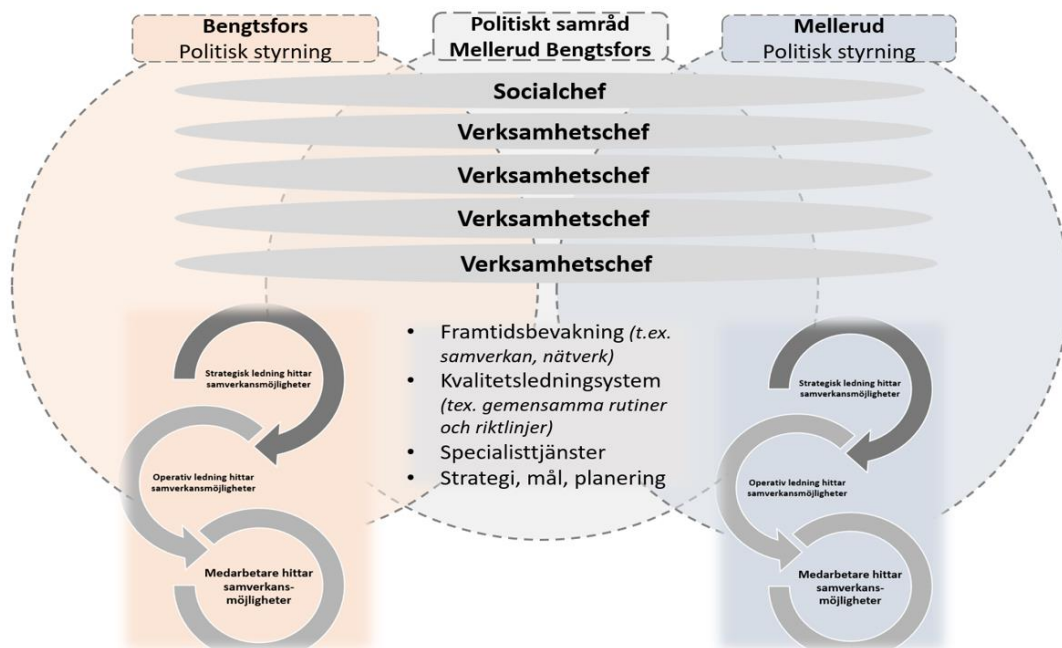 Bengtsfors
Politisk styrning
Politiskt samråd
Mellerud Bengtsfors
Mellerud
Politisk styrning
Socialchef
Verksamhetschef
Verksamhetschef
Verksamhetschef
Verksamhetschef
Strategisk ledning hittar
samverkansmöjligheter
Operativ ledning hittar
samverkansmöjligheter
Medarbetare hittar
samverkans-
möjligheter
• Framtidsbevakning (t.ex.
samverkan, nätverk)
• Kvalitetsledningsystem
(tex. gemensamma rutiner
och riktlinjer)
• Specialisttjänster
• Strategi, mål, planering
Strategisk ledning hittar
samverkansmöjligheter
Operativ ledning hittar
samverkansmöjligheter
Medarbetare hittar
samverkans-
möjligheter